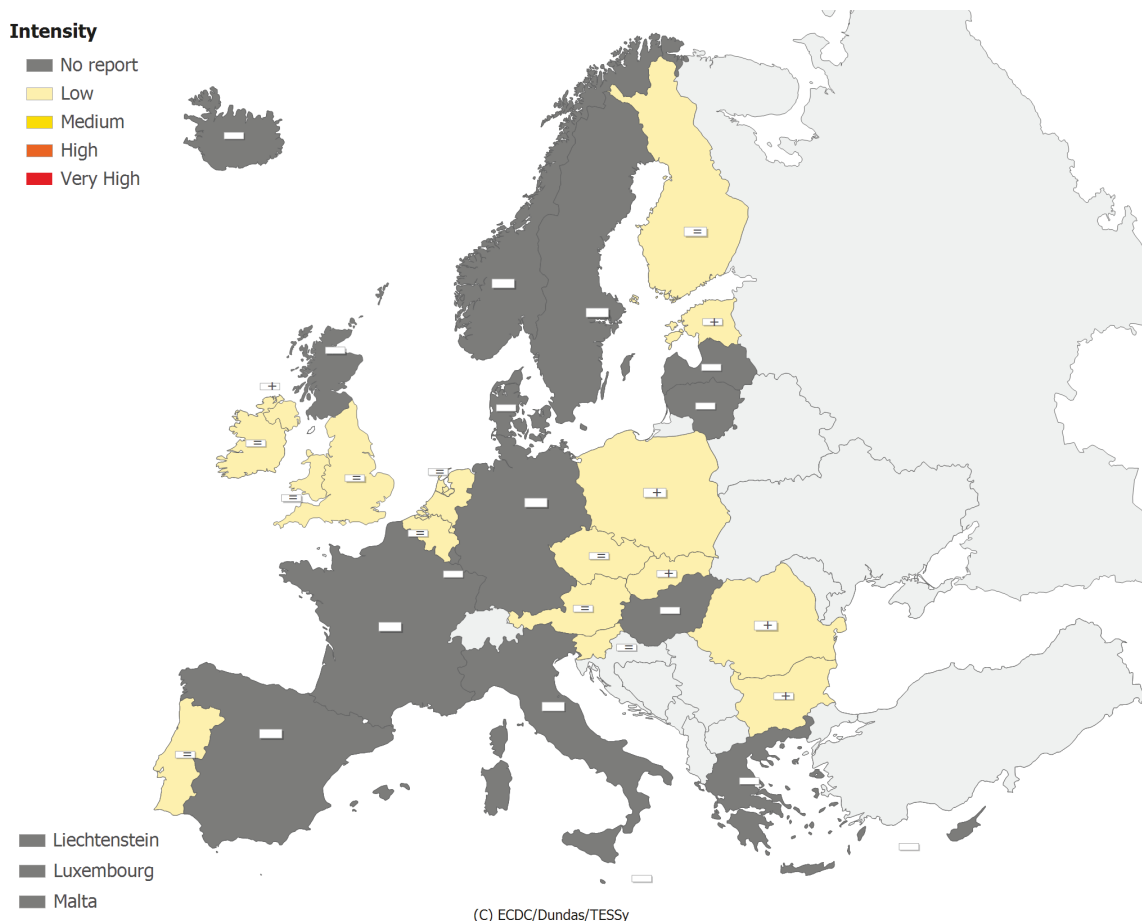 Intensity
No report
Low
Medium
High
Very High
=
+
+
=
=
=
=
=
+
=
+
=
+
=
+
=
Liechtenstein
Luxembourg
Malta
(C) ECDC/Dundas/TESSy